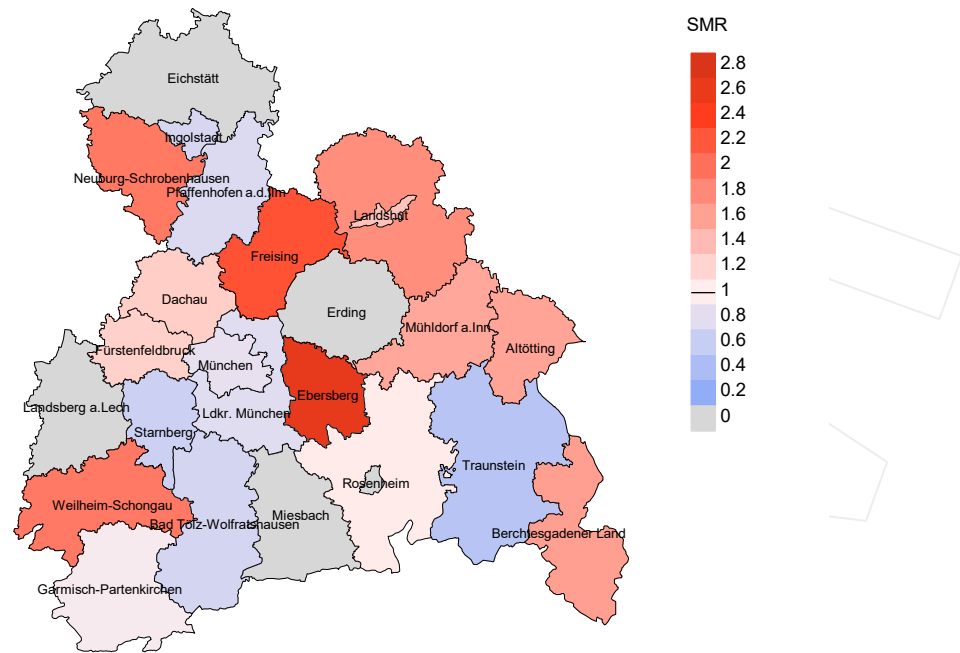 SMR
2.8
2.6
2.4
2.2
2
1.8
1.6
1.4
1.2
1
0.8
0.6
0.4
0.2
0
Eichstätt
Ingolstadt
Neuburg-Schrobenhausen
Pfaffenhofen a.d.Ilm
Landshut
Freising
Dachau
Erding
Mühldorf a.Inn
Altötting
Fürstenfeldbruck
München
Ebersberg
Landsberg a.Lech
Ldkr. München
Starnberg
Traunstein
Rosenheim
Weilheim-Schongau
Miesbach
Bad Tölz-Wolfratshausen
Berchtesgadener Land
Garmisch-Partenkirchen